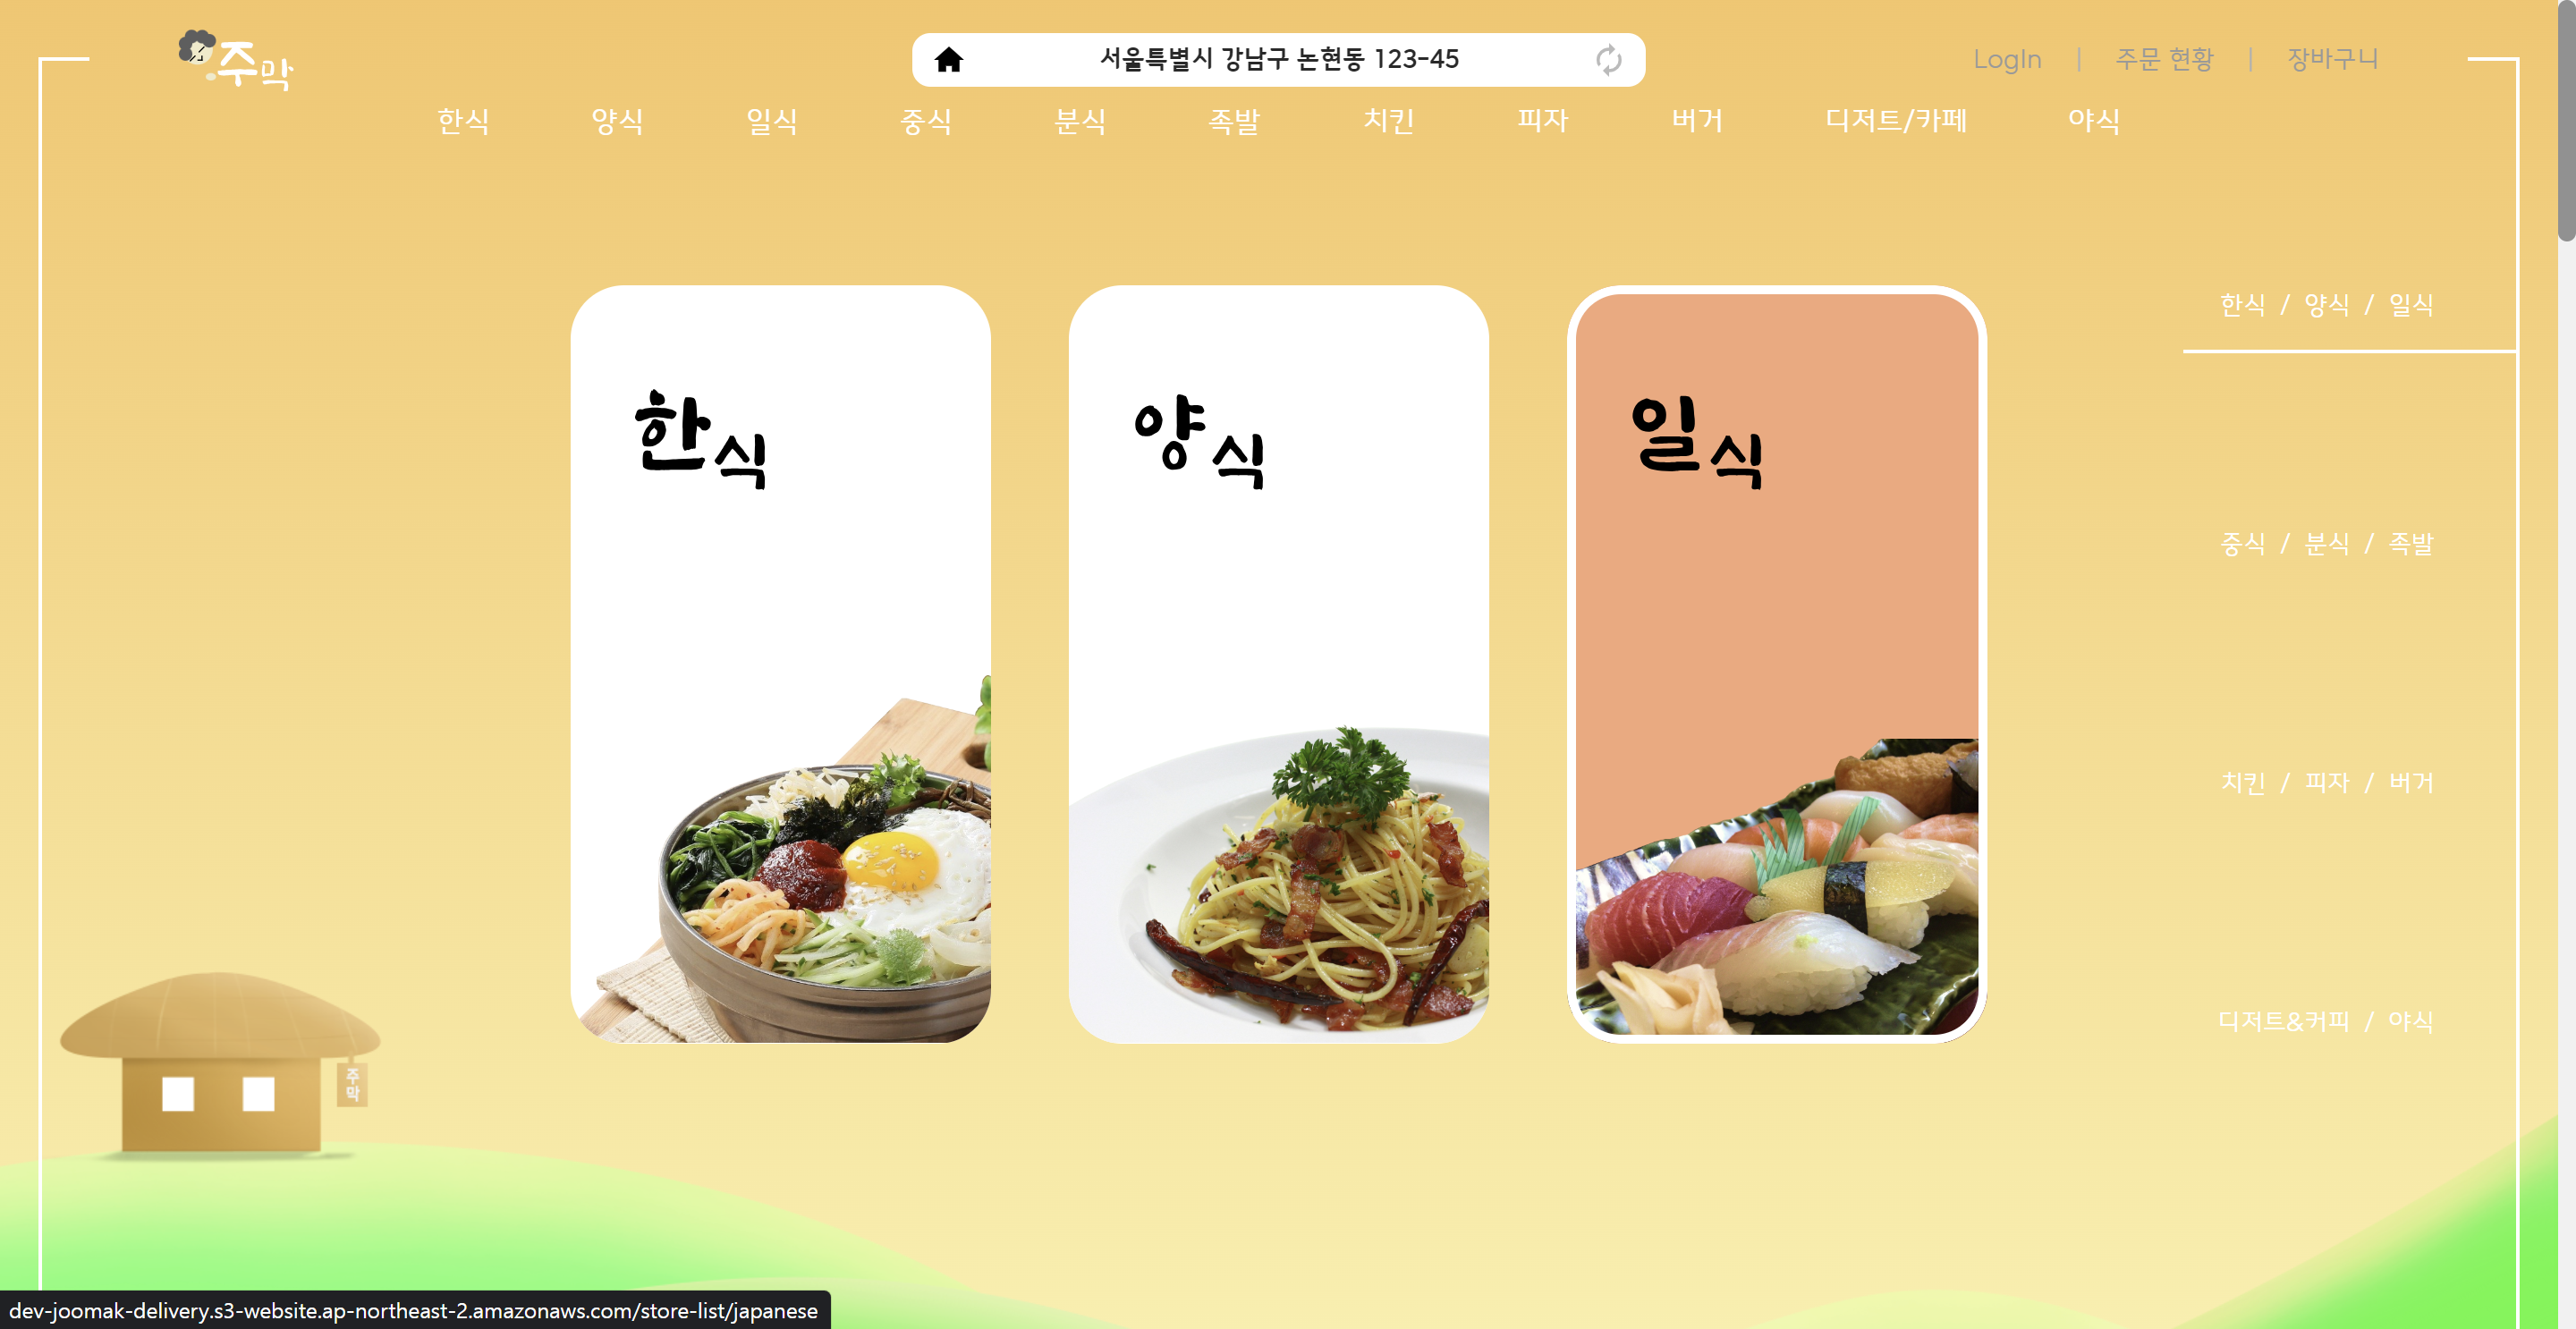 주막
서울특별시 강남구 논현동 123-45
LogIn | 주문 현황 | 장바구니
한식 양식 일식 중식 분식 족발 치킨 피자 버거 디저트/카페 야식
한식 / 양식 / 일식
한식
양식
일식
중식 / 분식 / 족발
치킨 / 피자 / 버거
디저트&커피 / 야식
주막
dev-joomak-delivery.s3-website.ap-northeast-2.amazonaws.com/store-list/japanese